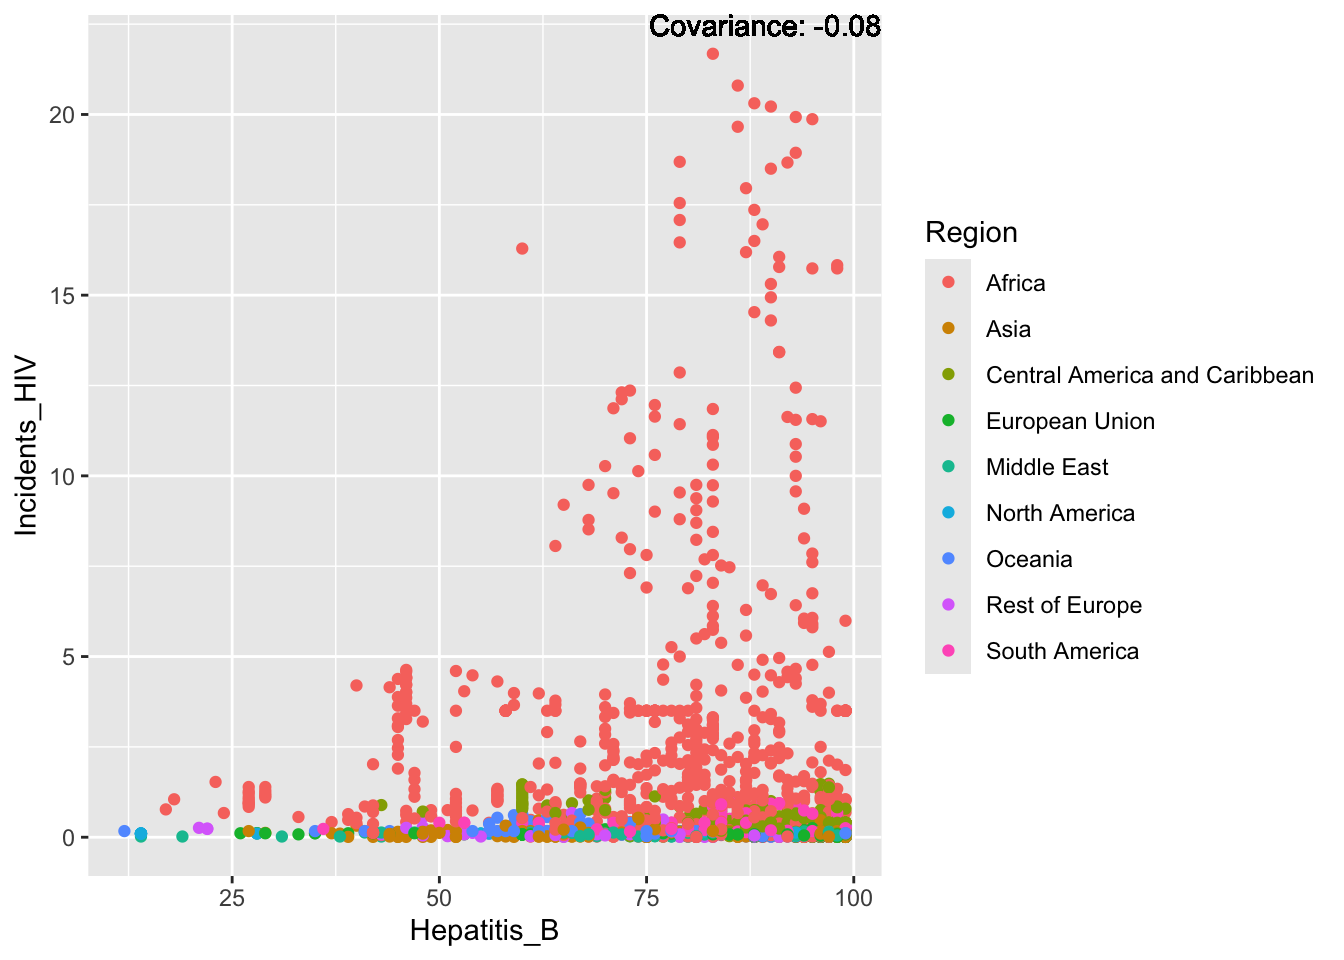 Covariance: -0.08
20
15
10
5
0
Incidents_HIV
25 50 75 100
Hepatitis_B
Region
Africa
Asia
Central America and Caribbean
European Union
Middle East
North America
Oceania
Rest of Europe
South America